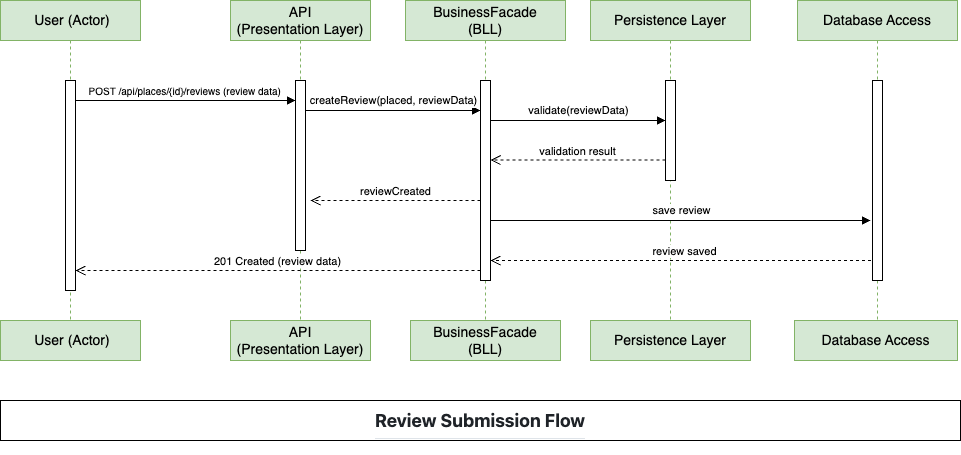 User (Actor)
API
(Presentation Layer)
BusinessFacade
(BLL)
Persistence Layer
Database Access
POST /api/places/{id}/reviews (review data)
createReview(placed, reviewData)
validate(reviewData)
validation result
reviewCreated
save review
review saved
201 Created (review data)
User (Actor)
API
(Presentation Layer)
BusinessFacade
(BLL)
Persistence Layer
Database Access
Review Submission Flow